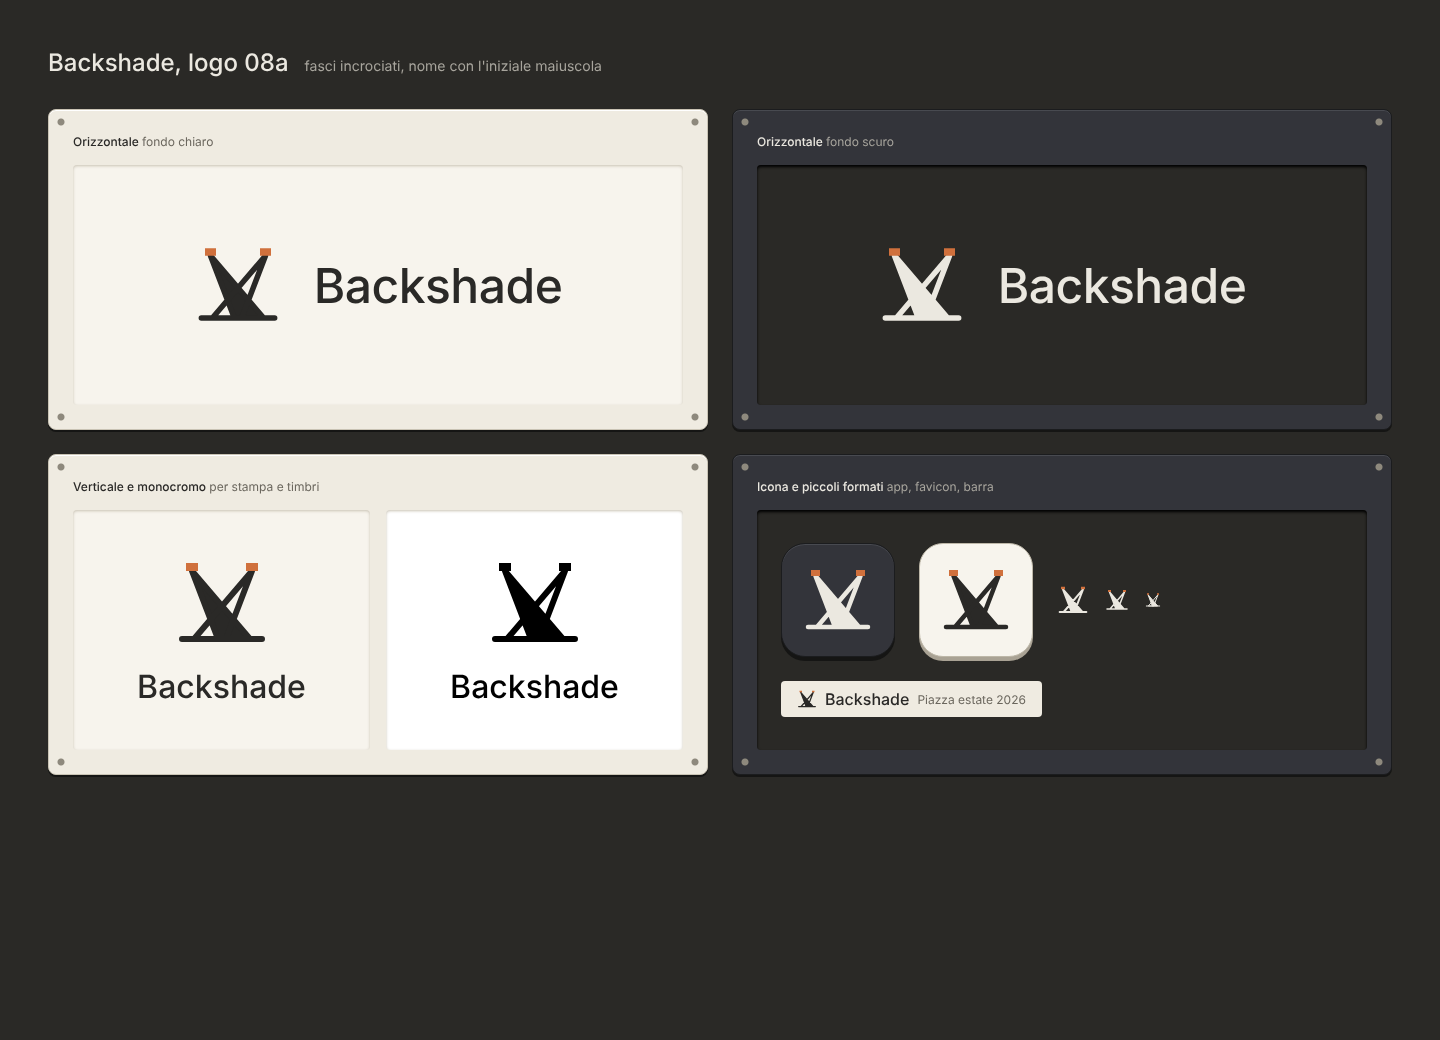 Backshade, logo 08a fasci incrociati, nome con l'iniziale maiuscola
Orizzontale fondo chiaro
Backshade
Orizzontale fondo scuro
Backshade
Verticale e monocromo per stampa e timbri
Backshade
Backshade
Icona e piccoli formati app, favicon, barra
Backshade Piazza estate 2026